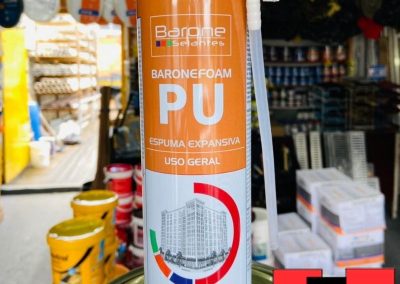 Barone
Selantes
BARONEFOAM
PU
ESPUMA EXPANSIVA
USO GERAL